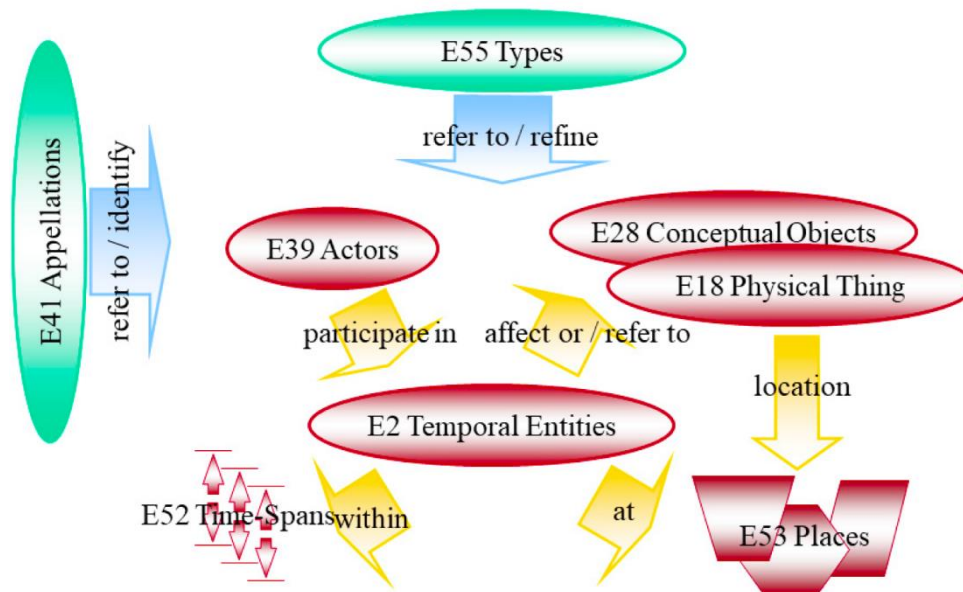 E55 Types
refer to / refine
E41 Appellations
refer to / identify
E39 Actors
E28 Conceptual Objects
E18 Physical Thing
participate in
affect or / refer to
location
E2 Temporal Entities
E52 Time-Spans
within
at
E53 Places